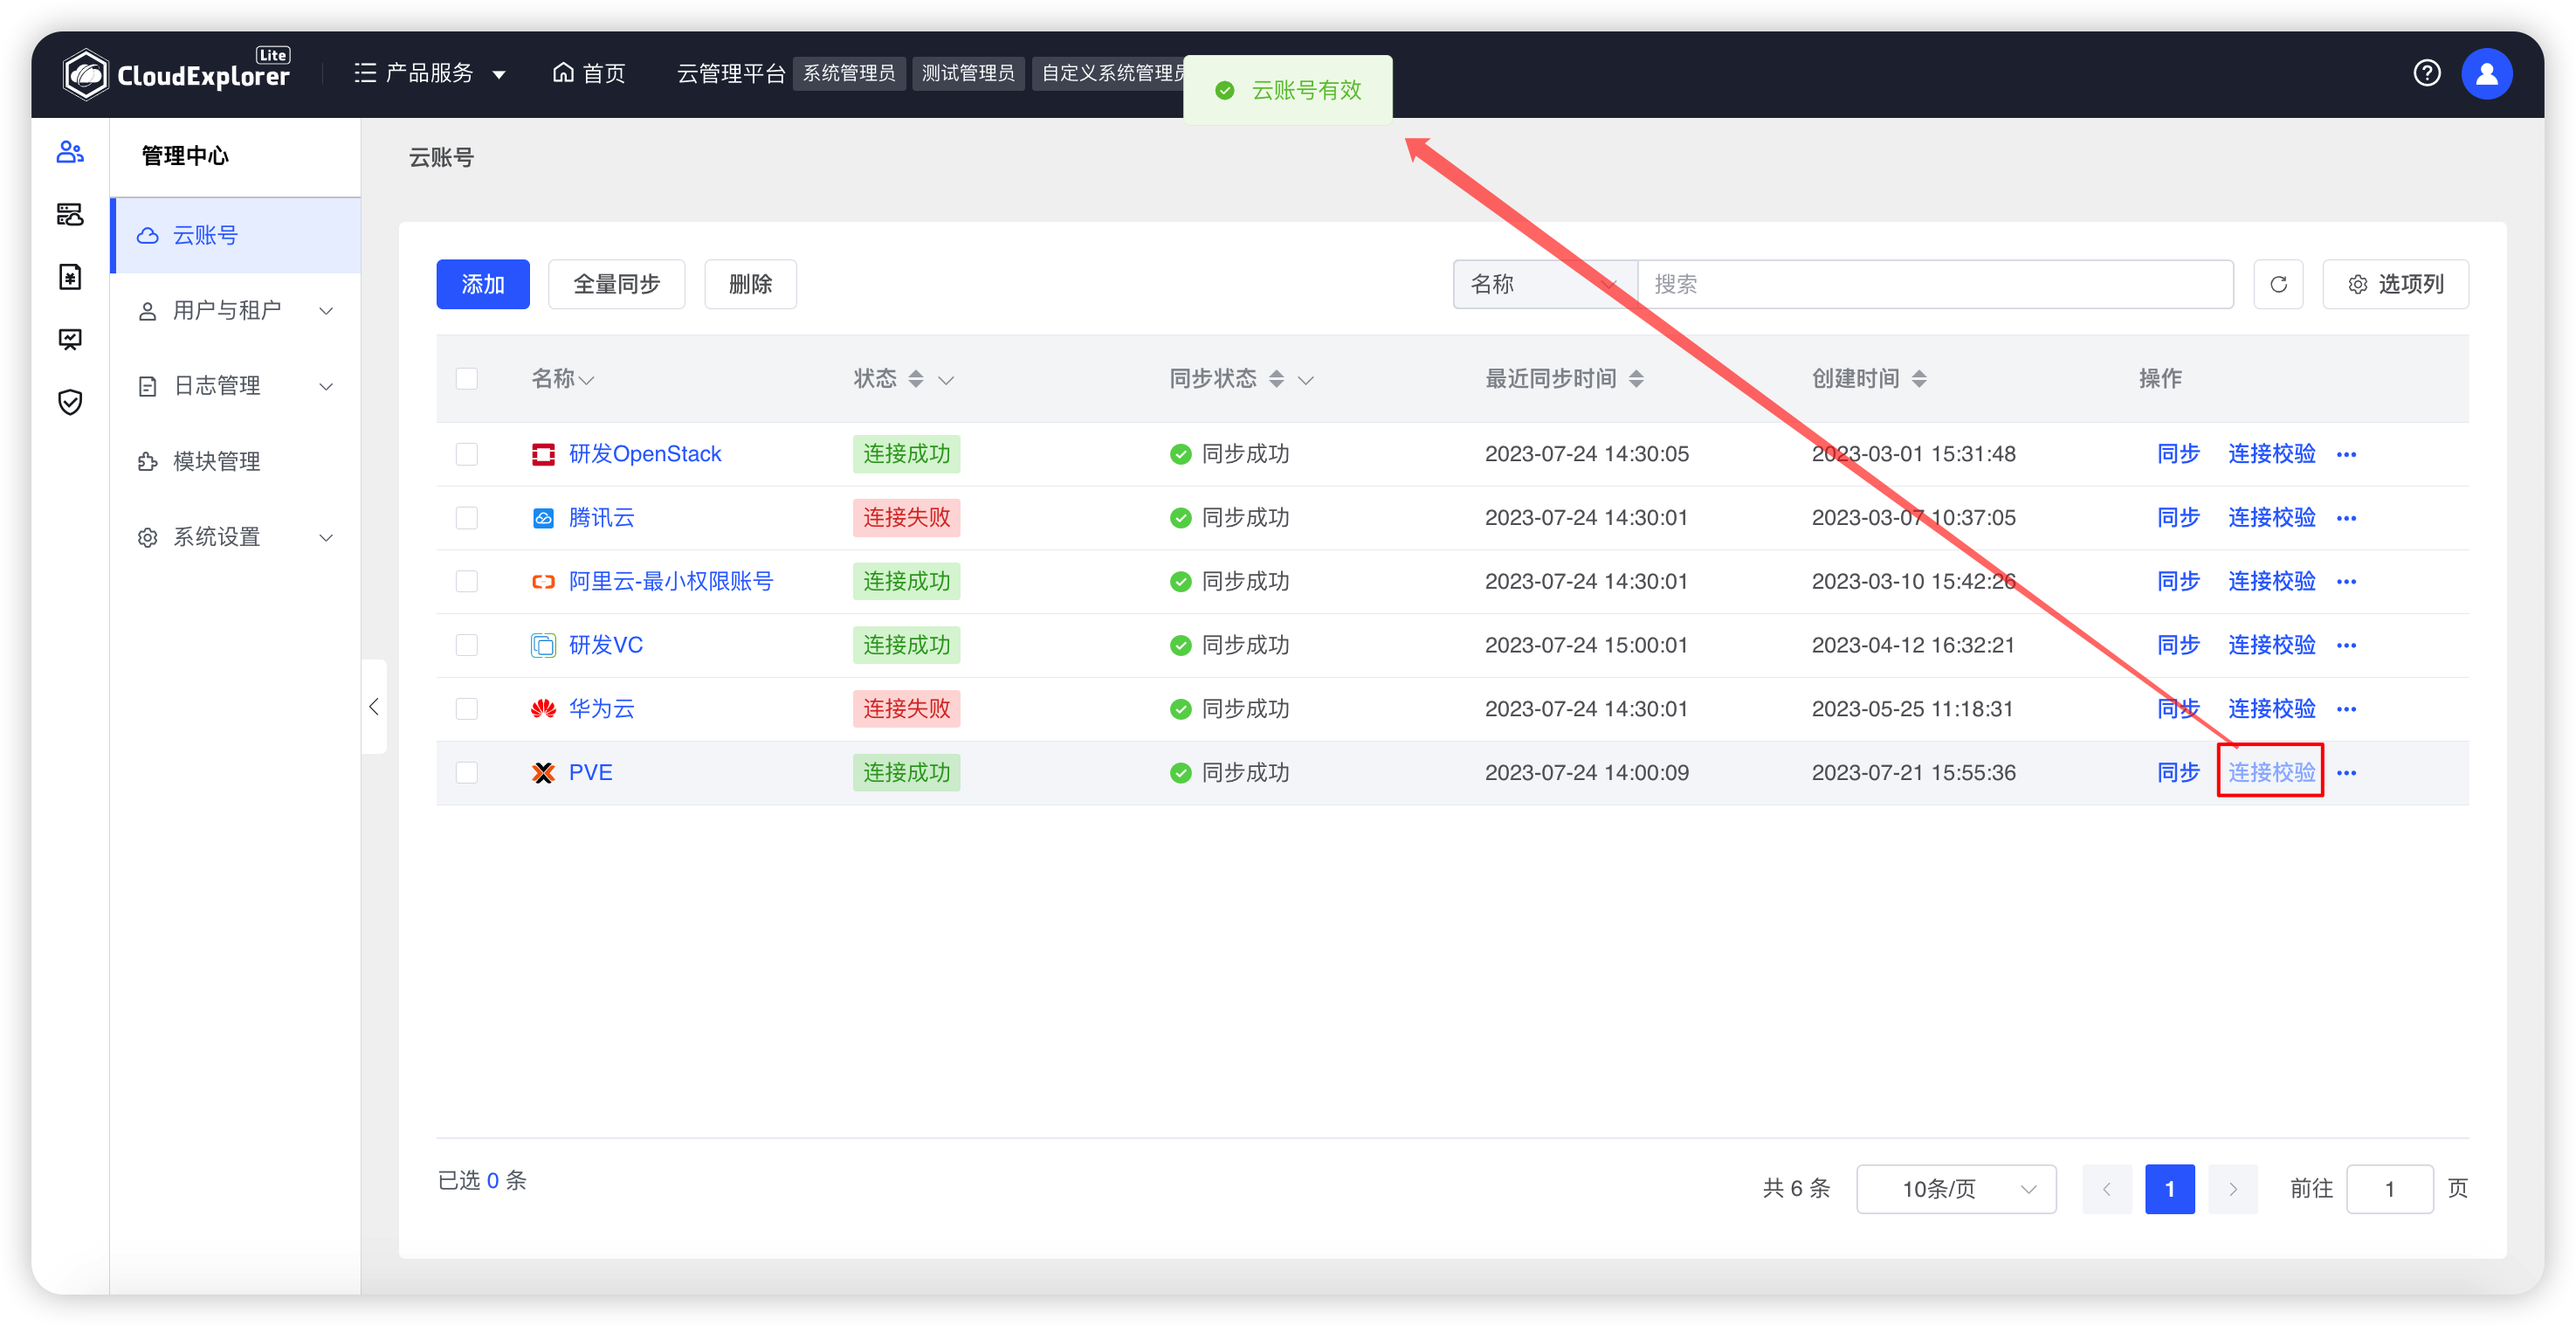 CloudExplorer Lite 产品服务 首页 云管理平台 系统管理员 测试管理员 自定义系统管理员 云账号有效
管理中心
云账号
用户与租户
日志管理
模块管理
系统设置
云账号
添加 全量同步 删除 名称 搜索 选项列
名称 状态 同步状态 最近同步时间 创建时间 操作
研发OpenStack 连接成功 同步成功 2023-07-24 14:30:05 2023-03-01 15:31:48 同步 连接校验 •••
腾讯云 连接失败 同步成功 2023-07-24 14:30:01 2023-03-07 10:37:05 同步 连接校验 •••
阿里云-最小权限账号 连接成功 同步成功 2023-07-24 14:30:01 2023-03-10 15:42:26 同步 连接校验 •••
研发VC 连接成功 同步成功 2023-07-24 15:00:01 2023-04-12 16:32:21 同步 连接校验 •••
华为云 连接失败 同步成功 2023-07-24 14:30:01 2023-05-25 11:18:31 同步 连接校验 •••
PVE 连接成功 同步成功 2023-07-24 14:00:09 2023-07-21 15:55:36 同步 连接校验 •••
已选 0 条 共 6 条 10条/页 1 前往 1 页